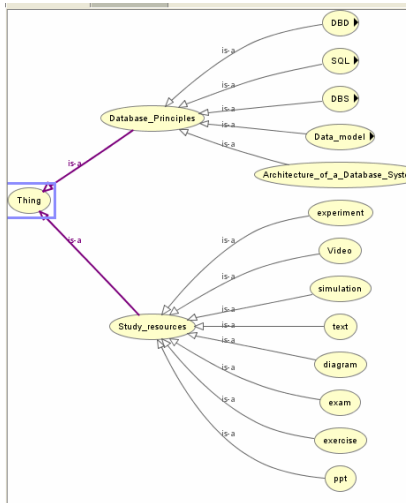 DBD
is-a
SQL
is-a
DBS
is-a
Database_Principles
is-a
Data_model
is-a
Architecture_of_a_Database_Syste
is-a
Thing
is-a
experiment
is-a
Video
is-a
simulation
is-a
Study_resources
is-a
text
is-a
diagram
is-a
exam
is-a
exercise
is-a
ppt
is-a